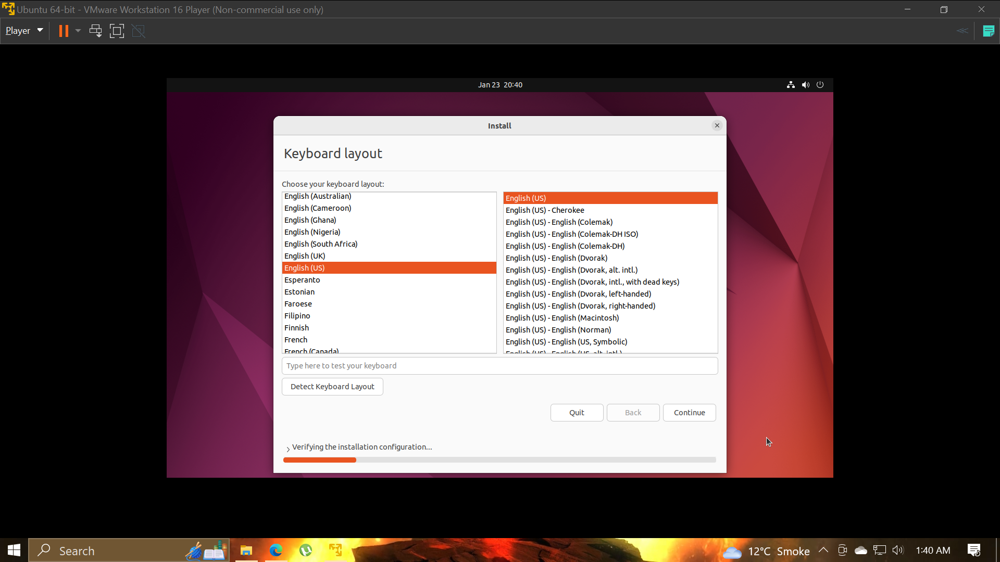 Ubuntu 64-bit - VMware Workstation 16 Player (Non-commercial use only)
Player
Jan 23 20:40
Install
Keyboard layout
Choose your keyboard layout:
English (Australian)
English (Cameroon)
English (Ghana)
English (Nigeria)
English (South Africa)
English (UK)
English (US)
Esperanto
Estonian
Faroese
Filipino
Finnish
French
French (Canada)
English (US)
English (US) - Cherokee
English (US) - English (Colemak)
English (US) - English (Colemak-DH ISO)
English (US) - English (Colemak-DH)
English (US) - English (Dvorak)
English (US) - English (Dvorak, alt. intl.)
English (US) - English (Dvorak, intl., with dead keys)
English (US) - English (Dvorak, left-handed)
English (US) - English (Dvorak, right-handed)
English (US) - English (Macintosh)
English (US) - English (Norman)
English (US) - English (US, Symbolic)
English (US) - English (US, alt. intl.)
Type here to test your keyboard
Detect Keyboard Layout
Quit
Back
Continue
Verifying the installation configuration...
Search
12°C Smoke
1:40 AM